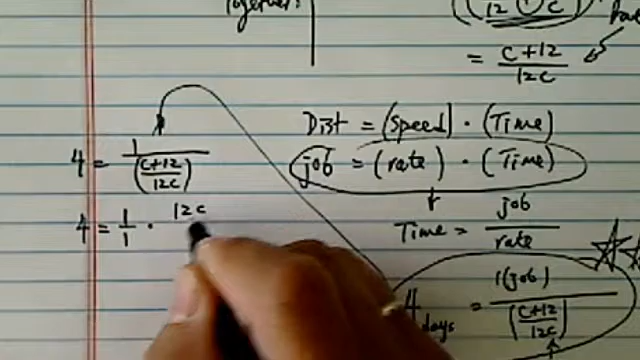 Together:
12 c
= c+12 / 12c
Dist = (speed) · (Time)
job = (rate) · (Time)
4 = 1 / (c+12 / 12c)
Time = job / rate
4 = 1/1 · 12c
4 days = 1(job) / (c+12 / 12c)